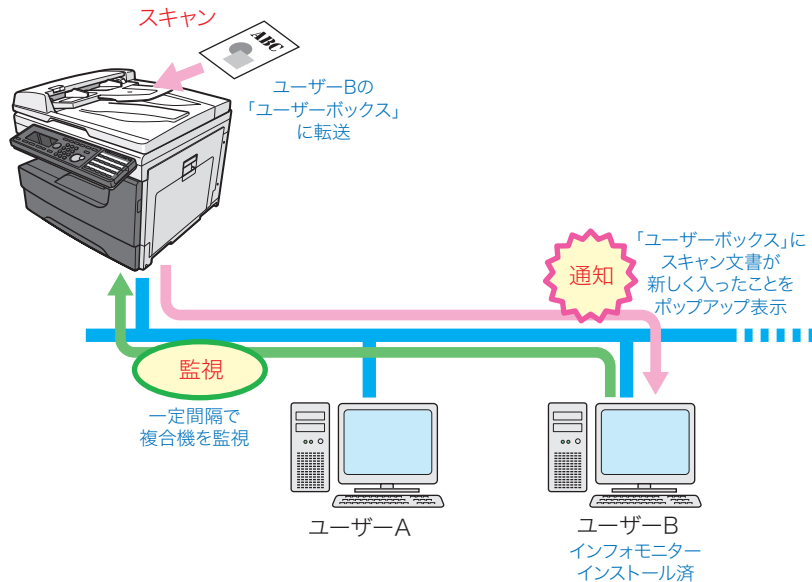 スキャン
ABC
ユーザーBの
「ユーザーボックス」
に転送
通知
「ユーザーボックス」に
スキャン文書が
新しく入ったことを
ポップアップ表示
監視
一定間隔で
複合機を監視
ユーザーA
ユーザーB
インフォモニター
インストール済